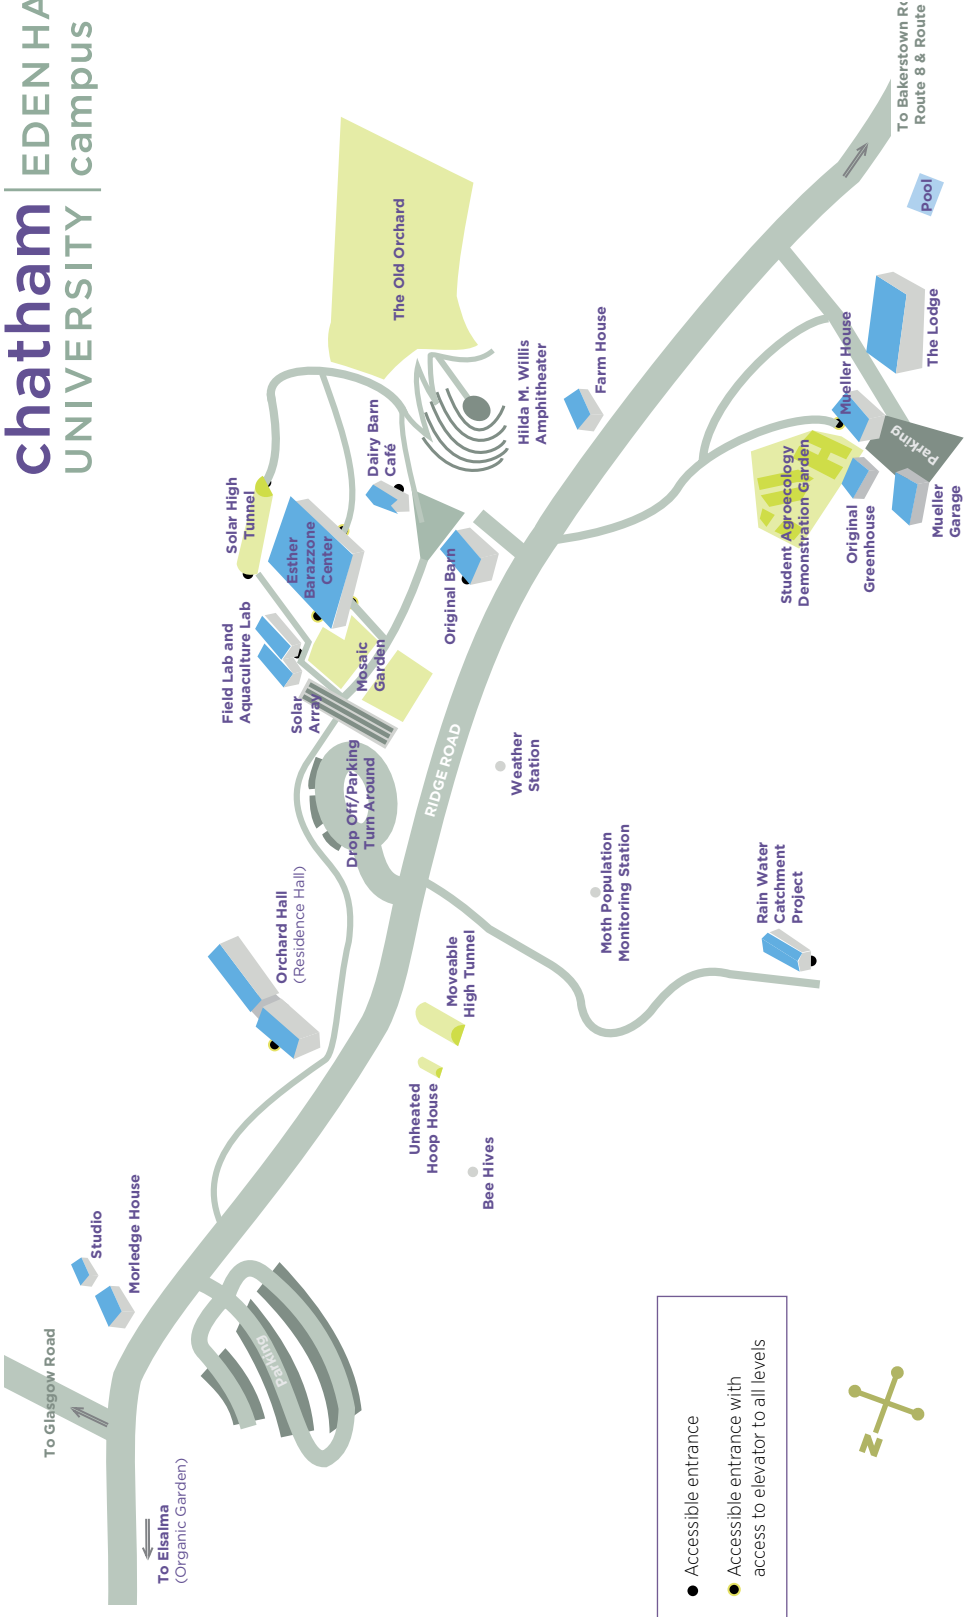 chatham
UNIVERSITY
EDEN HA
campus
To Bakerstown Ro
Route 8 & Route
Pool
The Old Orchard
The Lodge
Mueller House
Farm House
Hilda M. Willis
Amphitheater
Dairy Barn
Café
Parking
Solar High
Tunnel
Esther
Barazzone
Center
Student Agroecology
Demonstration Garden
Original
Greenhouse
Mueller
Garage
Original Barn
Field Lab and
Aquaculture Lab
Mosaic
Garden
Solar
Array
Drop Off/Parking
Turn Around
RIDGE ROAD
Weather
Station
Moth Population
Monitoring Station
Rain Water
Catchment
Project
Orchard Hall
(Residence Hall)
Moveable
High Tunnel
Unheated
Hoop House
Bee Hives
Studio
Morledge House
Parking
To Glasgow Road
To Elsalma
(Organic Garden)
N
Accessible entrance
Accessible entrance with
access to elevator to all levels